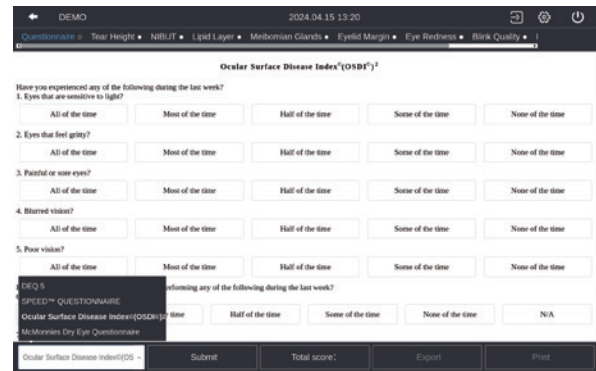 DEMO 2024.04.15 13:20
Questionnaire Tear Height NIBUT Lipid Layer Meibomian Glands Eyelid Margin Eye Redness Blink Quality
Ocular Surface Disease Index©(OSDI©)²
Have you experienced any of the following during the last week?
1. Eyes that are sensitive to light?
All of the time Most of the time Half of the time Some of the time None of the time
2. Eyes that feel gritty?
All of the time Most of the time Half of the time Some of the time None of the time
3. Painful or sore eyes?
All of the time Most of the time Half of the time Some of the time None of the time
4. Blurred vision?
All of the time Most of the time Half of the time Some of the time None of the time
5. Poor vision?
All of the time Most of the time Half of the time Some of the time None of the time
DEQ 5 performing any of the following during the last week?
SPEED™ QUESTIONNAIRE
Ocular Surface Disease Index©(OSDI©)2 time Half of the time Some of the time None of the time N/A
McMonnies Dry Eye Questionnaire
Ocular Surface Disease Index©(OS Submit Total score: Export Print